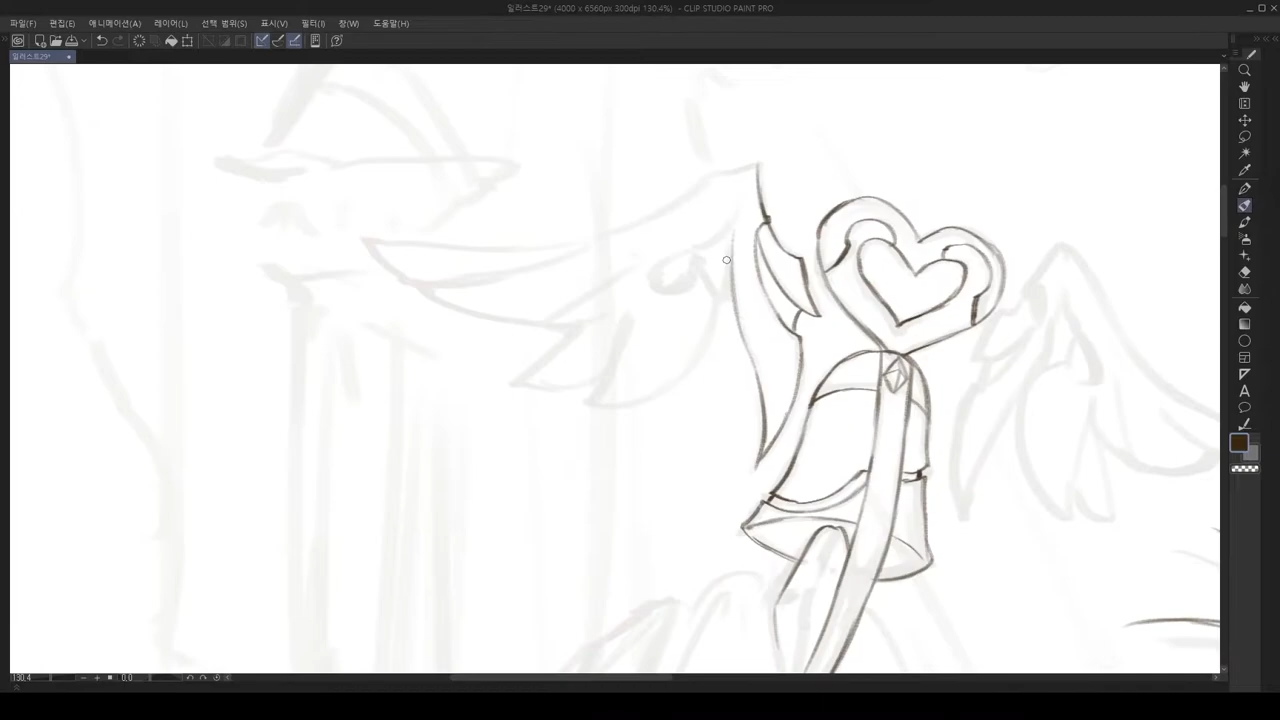 일러스트29* (4000 x 6560px 300dpi 130.4%) - CLIP STUDIO PAINT PRO
파일(F) 편집(E) 애니메이션(A) 레이어(L) 선택 범위(S) 표시(V) 필터(I) 창(W) 도움말(H)
일러스트29*
130.4 0.0